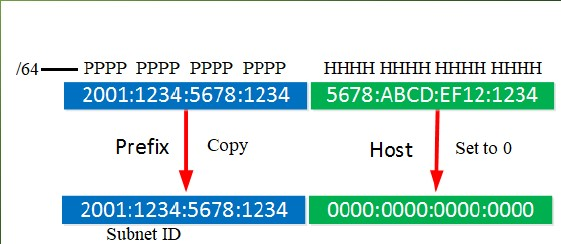 /64 PPPP PPPP PPPP PPPP HHHH HHHH HHHH HHHH
2001:1234:5678:1234 5678:ABCD:EF12:1234
Prefix Copy Host Set to 0
2001:1234:5678:1234 0000:0000:0000:0000
Subnet ID